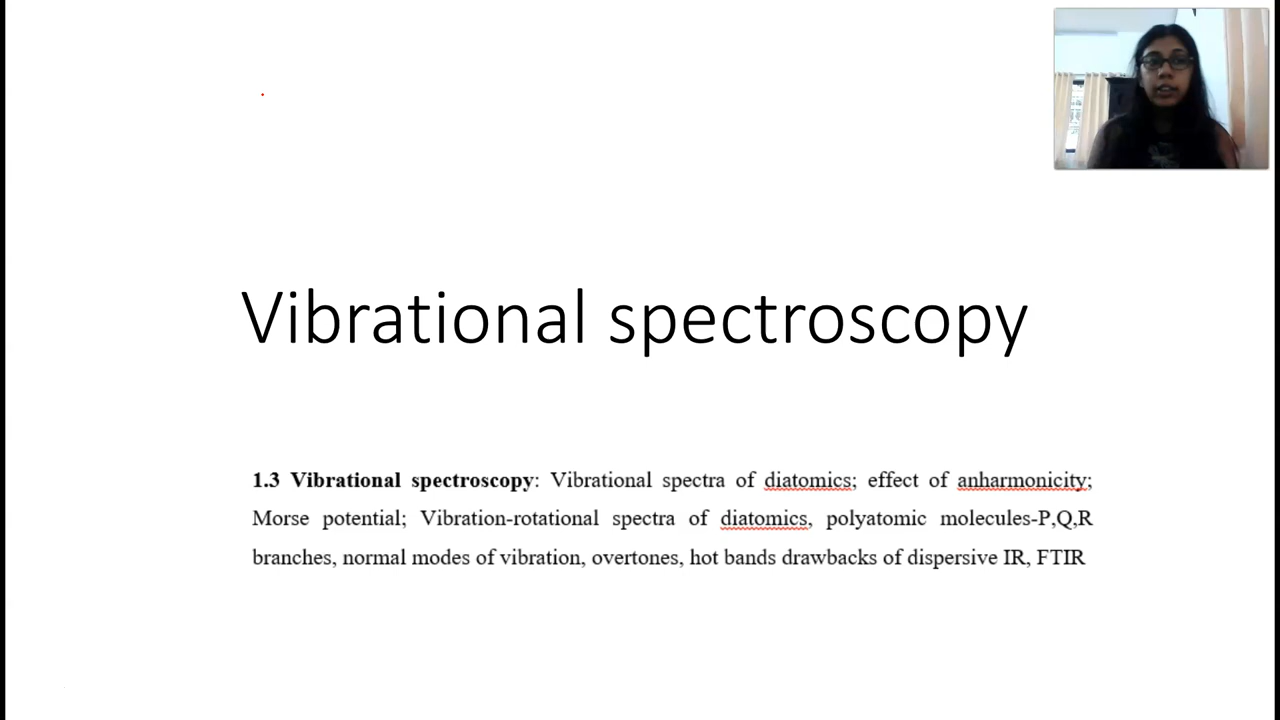 Vibrational spectroscopy
1.3 Vibrational spectroscopy: Vibrational spectra of diatomics; effect of anharmonicity;
Morse potential; Vibration-rotational spectra of diatomics, polyatomic molecules-P,Q,R
branches, normal modes of vibration, overtones, hot bands drawbacks of dispersive IR, FTIR